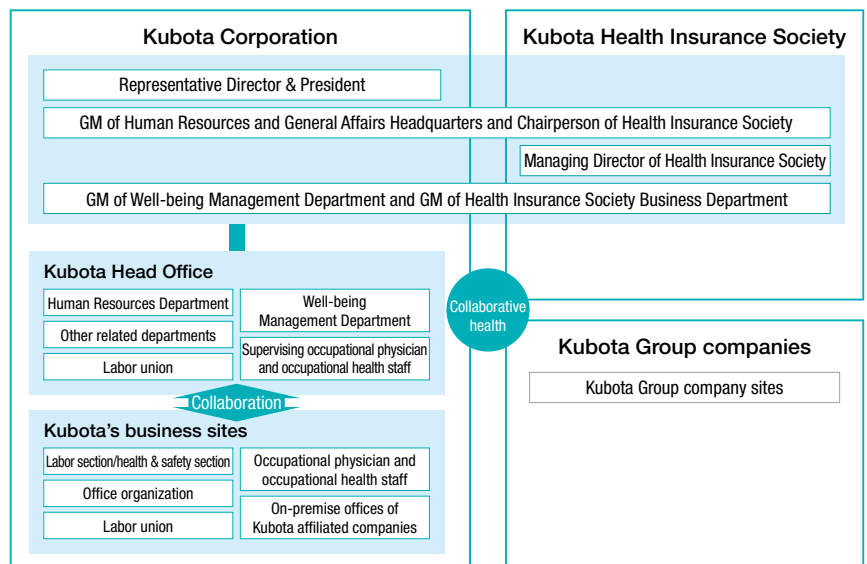 Kubota Corporation
Kubota Health Insurance Society
Representative Director & President
GM of Human Resources and General Affairs Headquarters and Chairperson of Health Insurance Society
Managing Director of Health Insurance Society
GM of Well-being Management Department and GM of Health Insurance Society Business Department
Kubota Head Office
Human Resources Department
Other related departments
Labor union
Well-being
Management Department
Supervising occupational physician
and occupational health staff
Collaboration
Kubota’s business sites
Labor section/health & safety section
Office organization
Labor union
Occupational physician and
occupational health staff
On-premise offices of
Kubota affiliated companies
Collaborative
health
Kubota Group companies
Kubota Group company sites